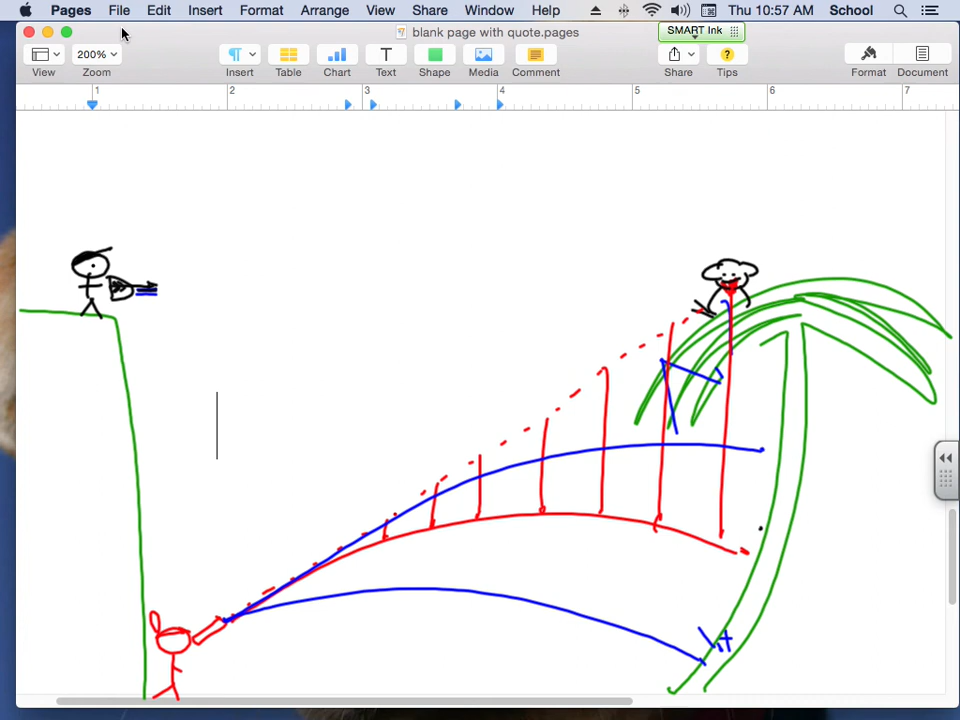 Pages File Edit Insert Format Arrange View Share Window Help Thu 10:57 AM School
blank page with quote.pages
SMART Ink
200%
View Zoom Insert Table Chart Text Shape Media Comment Share Tips Format Document
1 2 3 4 5 6 7